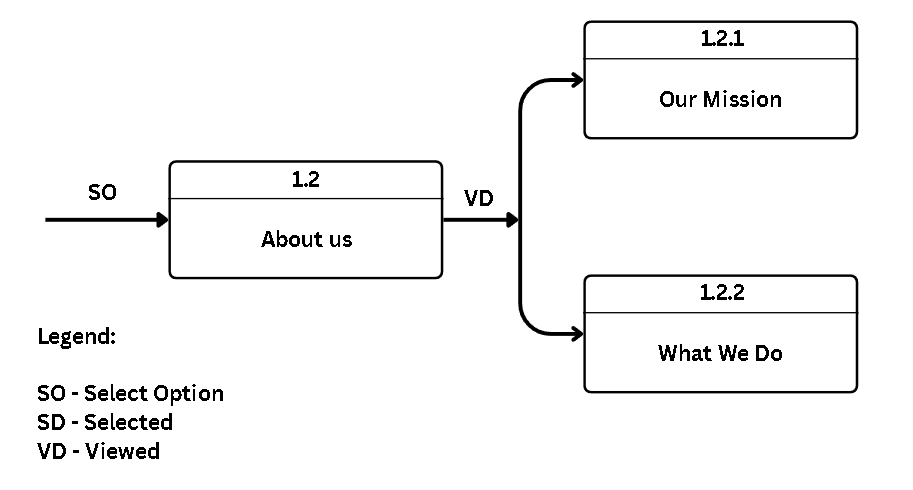 1.2.1
Our Mission
SO
1.2
VD
About us
1.2.2
What We Do
Legend:
SO - Select Option
SD - Selected
VD - Viewed